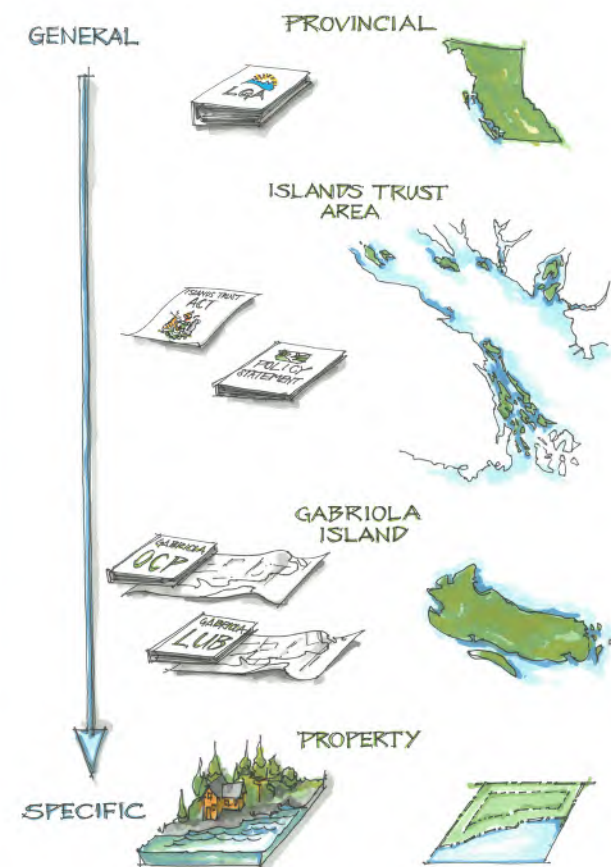 GENERAL
PROVINCIAL
LGA
ISLANDS TRUST
AREA
ISLANDS TRUST
ACT
POLICY
STATEMENT
GABRIOLA
ISLAND
GABRIOLA
OCP
GABRIOLA
LUB
PROPERTY
SPECIFIC